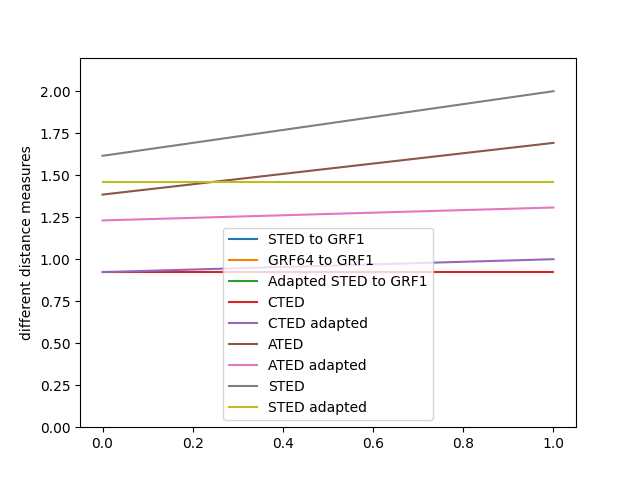 different distance measures
2.00
1.75
1.50
1.25
1.00
0.75
0.50
0.25
0.00
0.0 0.2 0.4 0.6 0.8 1.0
STED to GRF1
GRF64 to GRF1
Adapted STED to GRF1
CTED
CTED adapted
ATED
ATED adapted
STED
STED adapted